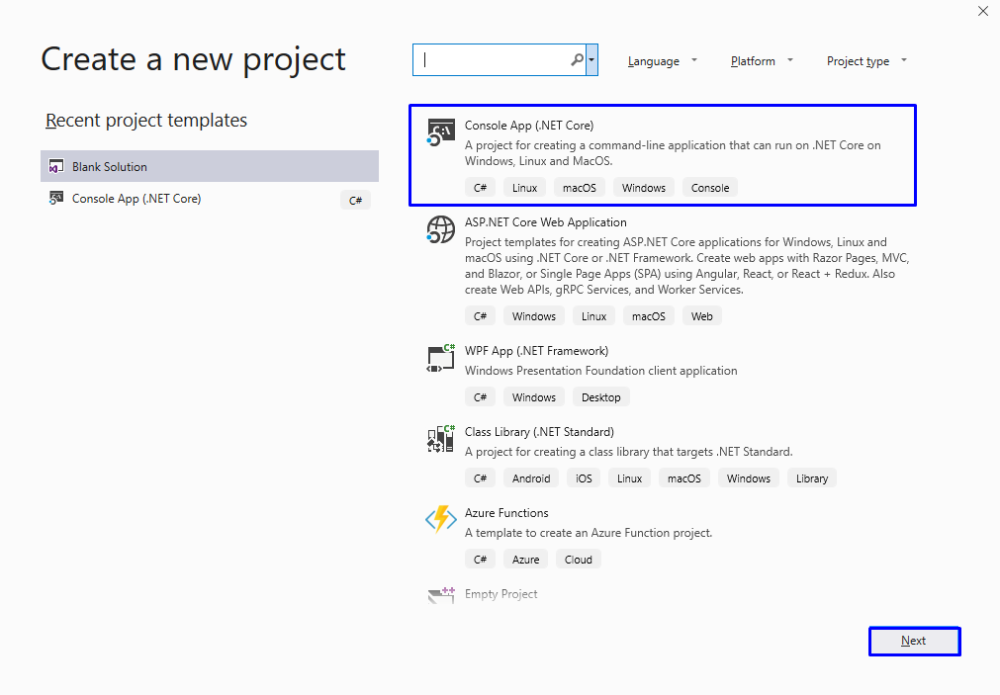 Create a new project
Language
Platform
Project type
Recent project templates
Blank Solution
Console App (.NET Core)
C#
Console App (.NET Core)
A project for creating a command-line application that can run on .NET Core on
Windows, Linux and MacOS.
C# Linux macOS Windows Console
ASP.NET Core Web Application
Project templates for creating ASP.NET Core applications for Windows, Linux and
macOS using .NET Core or .NET Framework. Create web apps with Razor Pages, MVC,
and Blazor, or Single Page Apps (SPA) using Angular, React, or React + Redux. Also
create Web APIs, gRPC Services, and Worker Services.
C# Windows Linux macOS Web
C#
WPF App (.NET Framework)
Windows Presentation Foundation client application
C# Windows Desktop
C#
Class Library (.NET Standard)
A project for creating a class library that targets .NET Standard.
C# Android iOS Linux macOS Windows Library
Azure Functions
A template to create an Azure Function project.
C# Azure Cloud
++
Empty Project
Next